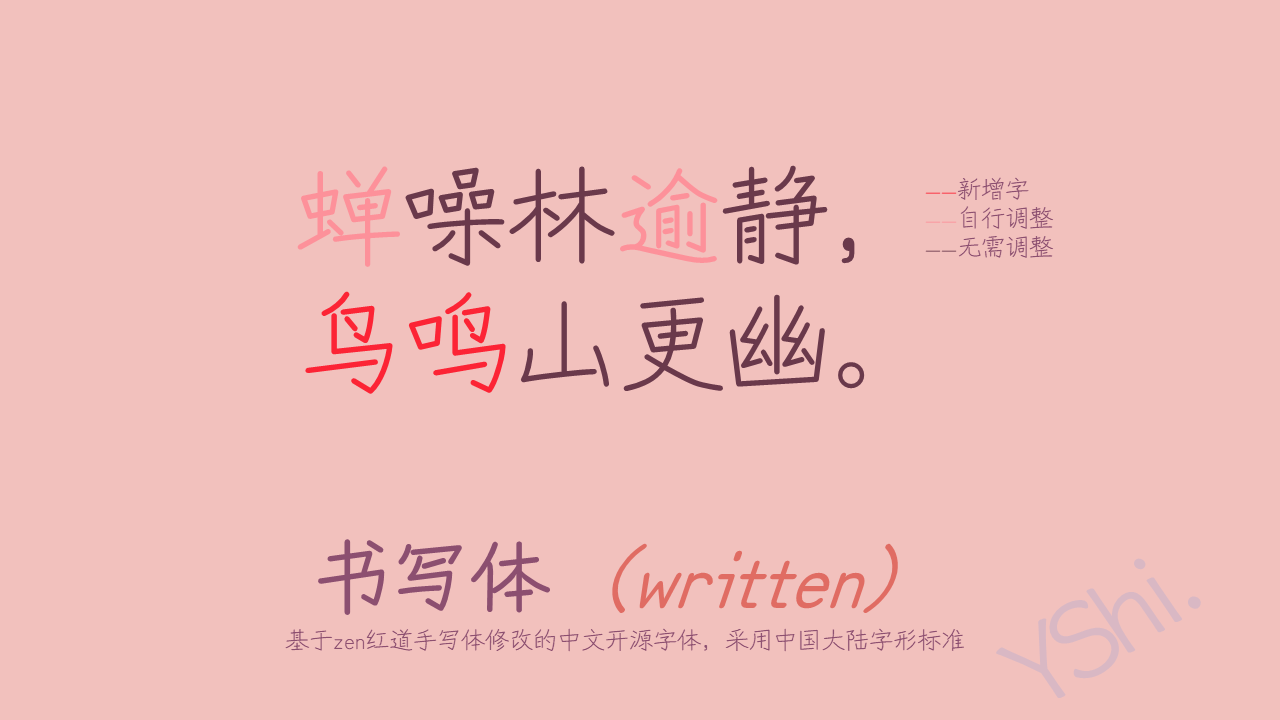 蝉噪林逾静，
——新增字
——自行调整
——无需调整
鸟鸣山更幽。
书写体（written）
基于zen红道手写体修改的中文开源字体，采用中国大陆字形标准
YShi.